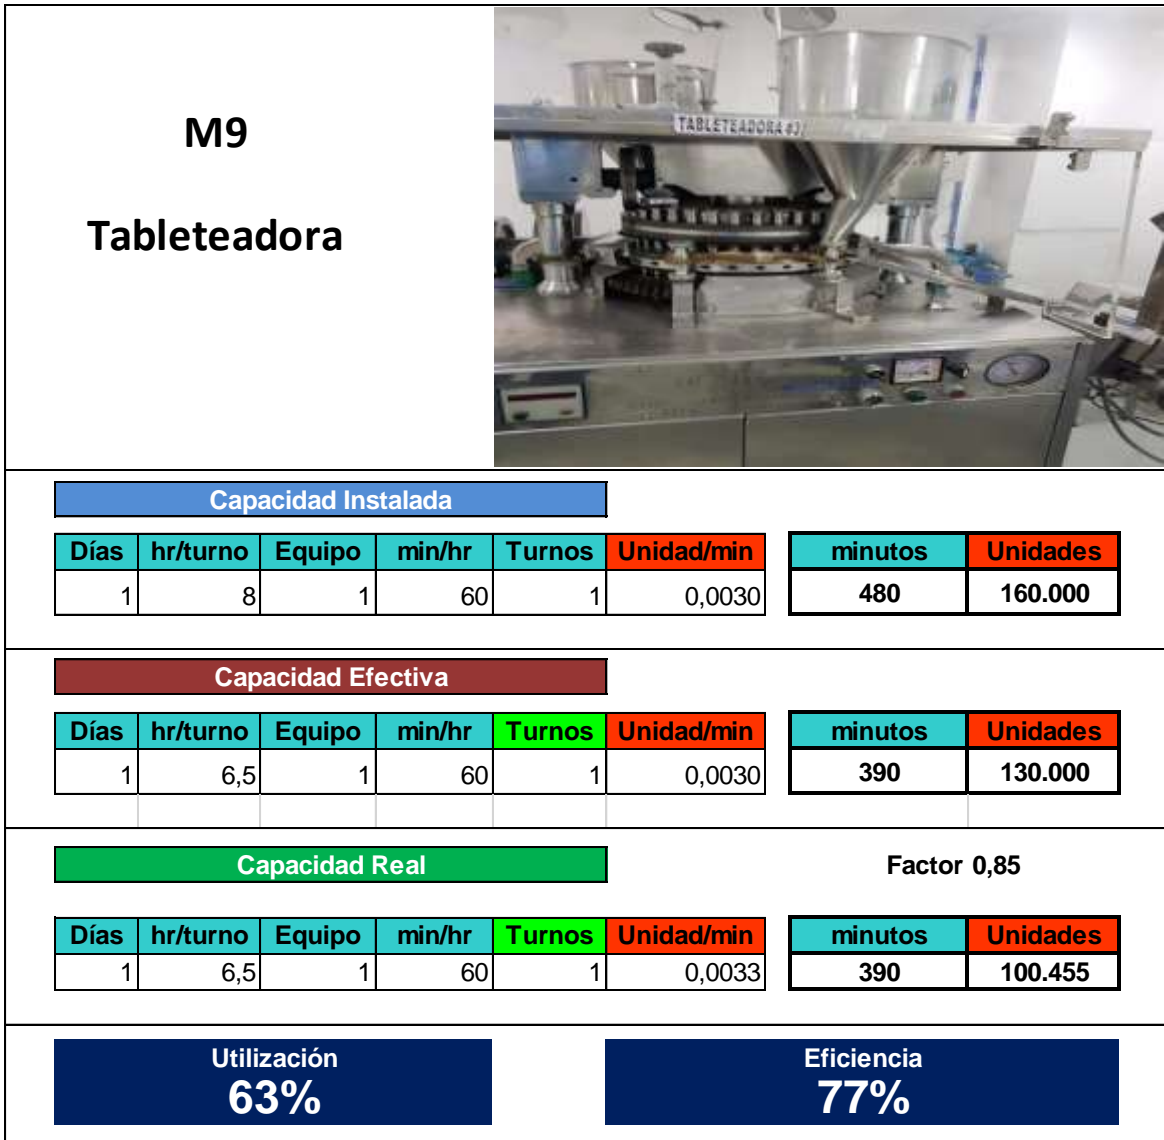 M9
Tableteadora
TABLETEADORA #3
Capacidad Instalada
Días hr/turno Equipo min/hr Turnos Unidad/min minutos Unidades
1 8 1 60 1 0,0030 480 160.000
Capacidad Efectiva
Días hr/turno Equipo min/hr Turnos Unidad/min minutos Unidades
1 6,5 1 60 1 0,0030 390 130.000
Capacidad Real Factor 0,85
Días hr/turno Equipo min/hr Turnos Unidad/min minutos Unidades
1 6,5 1 60 1 0,0033 390 100.455
Utilización Eficiencia
63% 77%